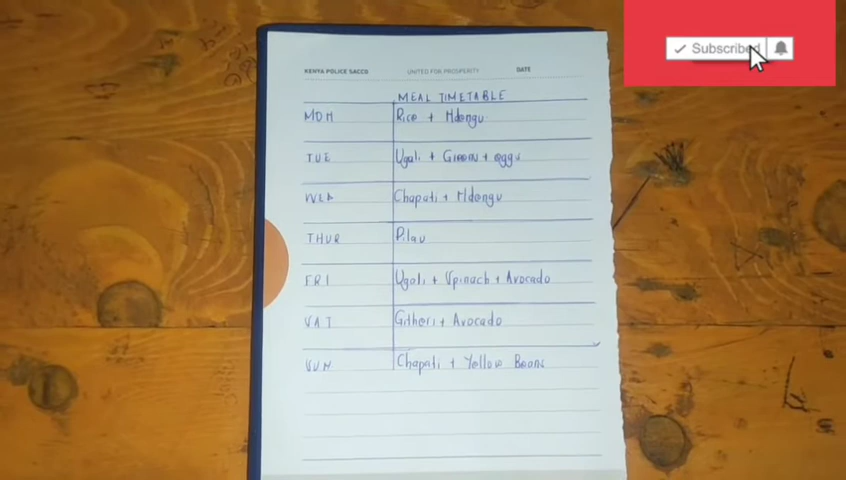 Subscribed
KENYA POLICE SACCO UNITED FOR PROSPERITY DATE
MEAL TIMETABLE
MON Rice + Ndengu
TUE Ugali + Greens + eggs
WED Chapati + Ndengu
THUR Pilau
FRI Ugali + Spinach + Avocado
SAT Githeri + Avocado
SUN Chapati + Yellow Beans